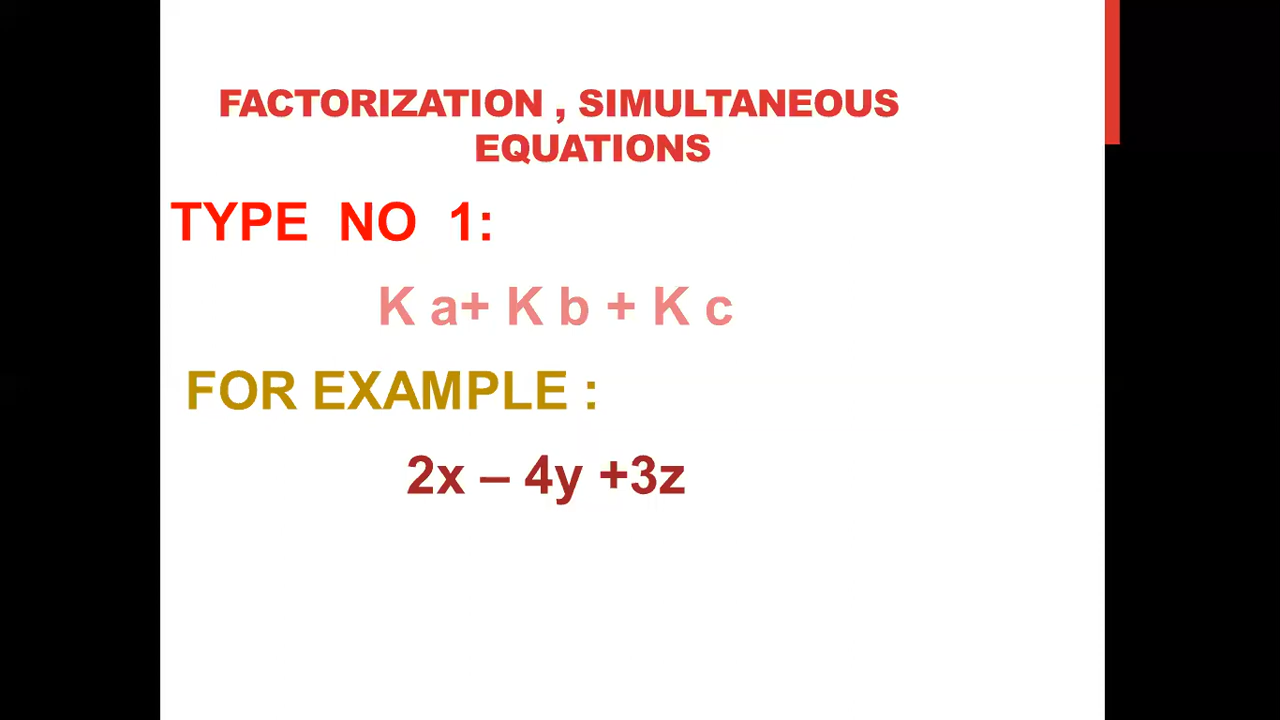 FACTORIZATION , SIMULTANEOUS
EQUATIONS
TYPE NO 1:
K a+ K b + K c
FOR EXAMPLE :
2x – 4y +3z